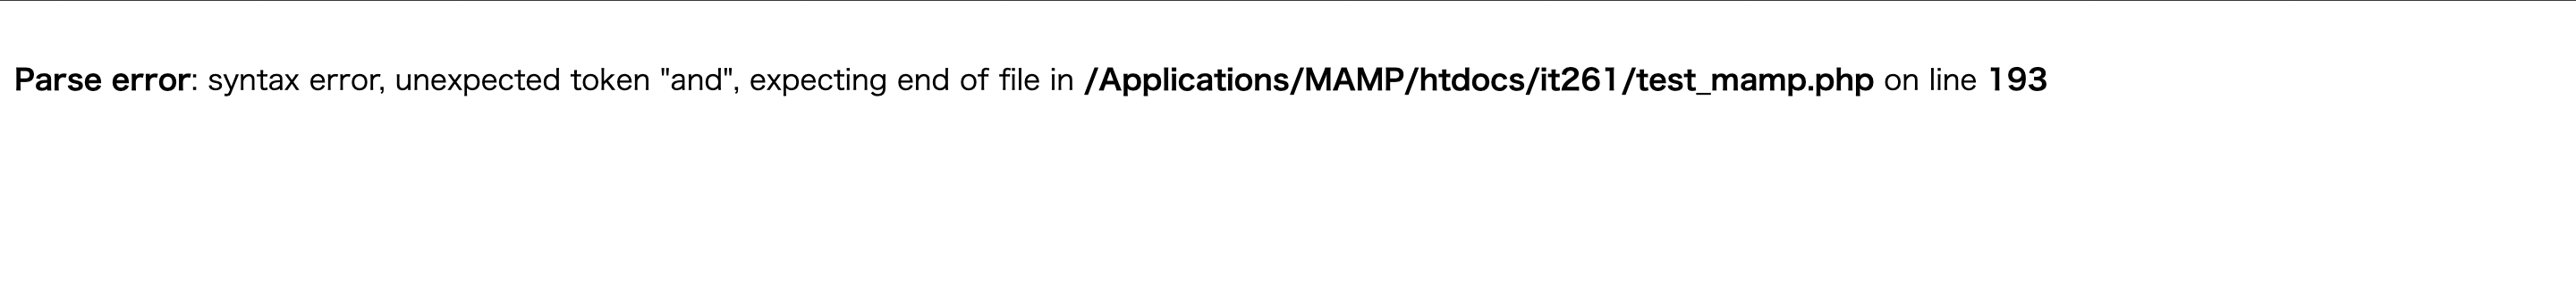 Parse error: syntax error, unexpected token "and", expecting end of file in /Applications/MAMP/htdocs/it261/test_mamp.php on line 193